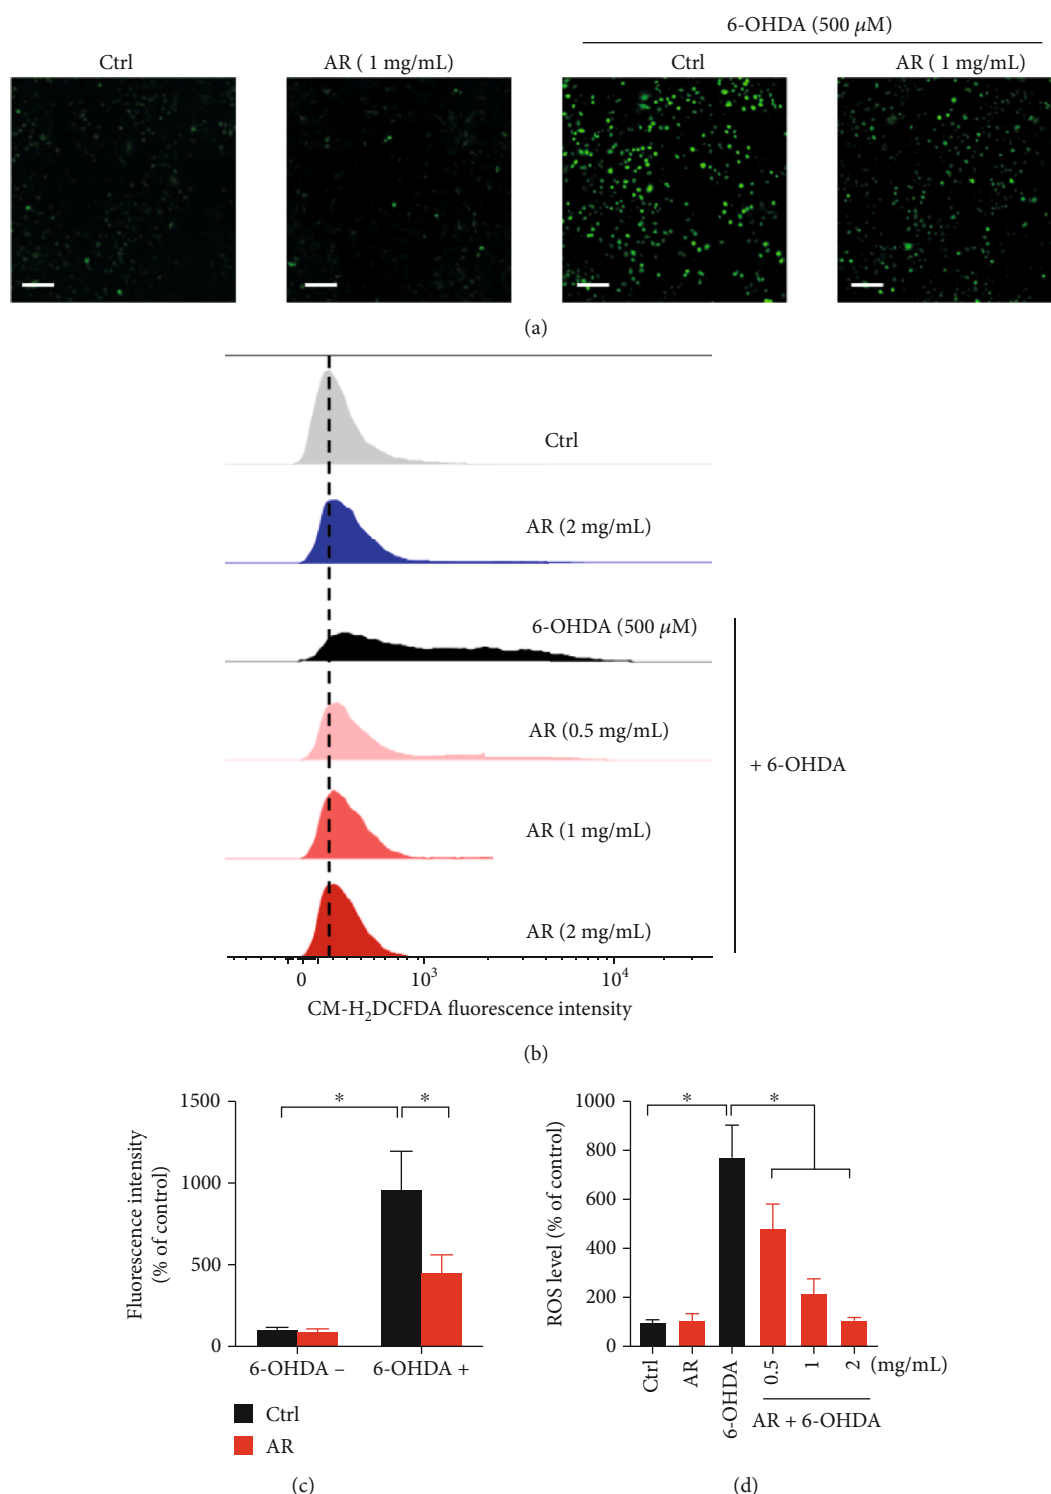 6-OHDA (500 μM)
Ctrl
AR ( 1 mg/mL)
Ctrl
AR ( 1 mg/mL)
(a)
Ctrl
AR (2 mg/mL)
6-OHDA (500 μM)
AR (0.5 mg/mL)
+ 6-OHDA
AR (1 mg/mL)
AR (2 mg/mL)
0 10³ 10⁴
CM-H₂DCFDA fluorescence intensity
(b)
Fluorescence intensity
(% of control)
1500
1000
500
0
* *
6-OHDA − 6-OHDA +
Ctrl
AR
(c)
ROS level (% of control)
1000
800
600
400
200
0
* *
Ctrl AR 6-OHDA 0.5 1 2 (mg/mL)
AR + 6-OHDA
(d)